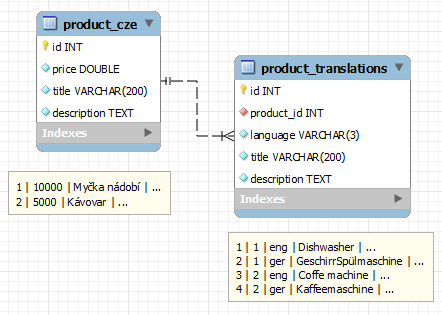 product_cze
id INT
price DOUBLE
title VARCHAR(200)
description TEXT
Indexes
product_translations
id INT
product_id INT
language VARCHAR(3)
title VARCHAR(200)
description TEXT
Indexes
1 | 10000 | Myčka nádobí | ...
2 | 5000 | Kávovar | ...
1 | 1 | eng | Dishwasher | ...
2 | 1 | ger | GeschirrSpülmaschine | ...
3 | 2 | eng | Coffe machine | ...
4 | 2 | ger | Kaffeemaschine | ...